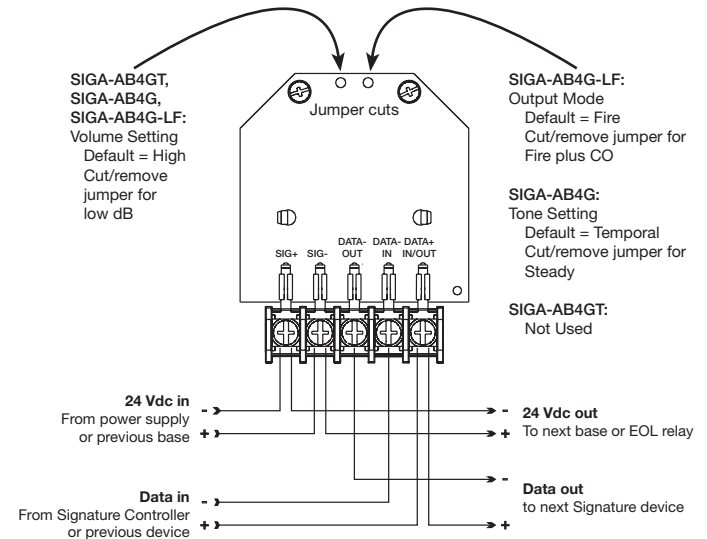 SIGA-AB4GT,
SIGA-AB4G,
SIGA-AB4G-LF:
Volume Setting
Default = High
Cut/remove
jumper for
low dB
Jumper cuts
SIGA-AB4G-LF:
Output Mode
Default = Fire
Cut/remove jumper for
Fire plus CO
SIGA-AB4G:
Tone Setting
Default = Temporal
Cut/remove jumper for
Steady
SIGA-AB4GT:
Not Used
SIG+
SIG-
DATA-
OUT
DATA-
IN
DATA+
IN/OUT
24 Vdc in
From power supply
or previous base
-
+
24 Vdc out
To next base or EOL relay
-
+
Data in
From Signature Controller
or previous device
-
+
Data out
to next Signature device
-
+